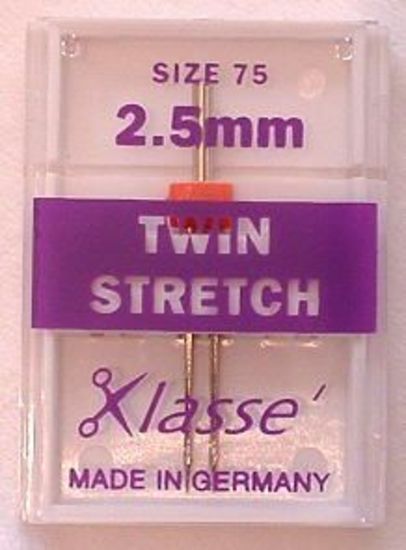 SIZE 75
2.5mm
TWIN
STRETCH
Klasse'
MADE IN GERMANY